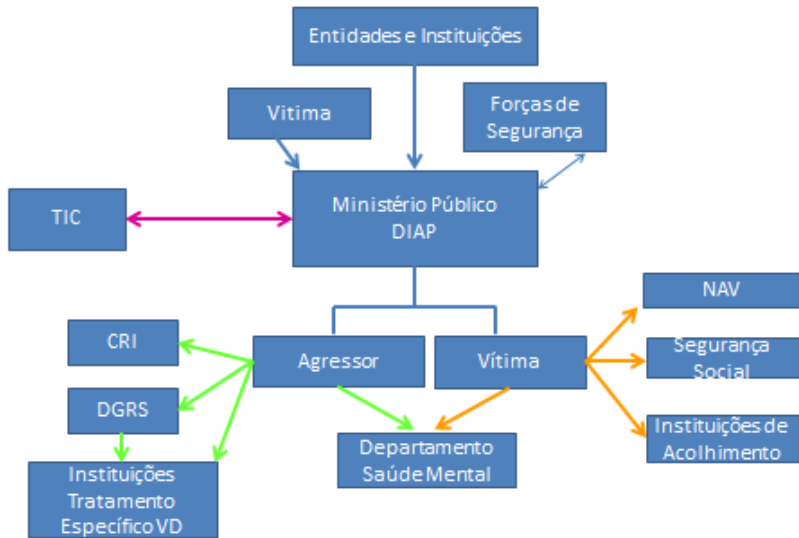 Entidades e Instituições
Vitima
Forças de
Segurança
Ministério Público
DIAP
TIC
NAV
CRI
Agressor
Vítima
Segurança
Social
DGRS
Departamento
Saúde Mental
Instituições de
Acolhimento
Instituições
Tratamento
Específico VD